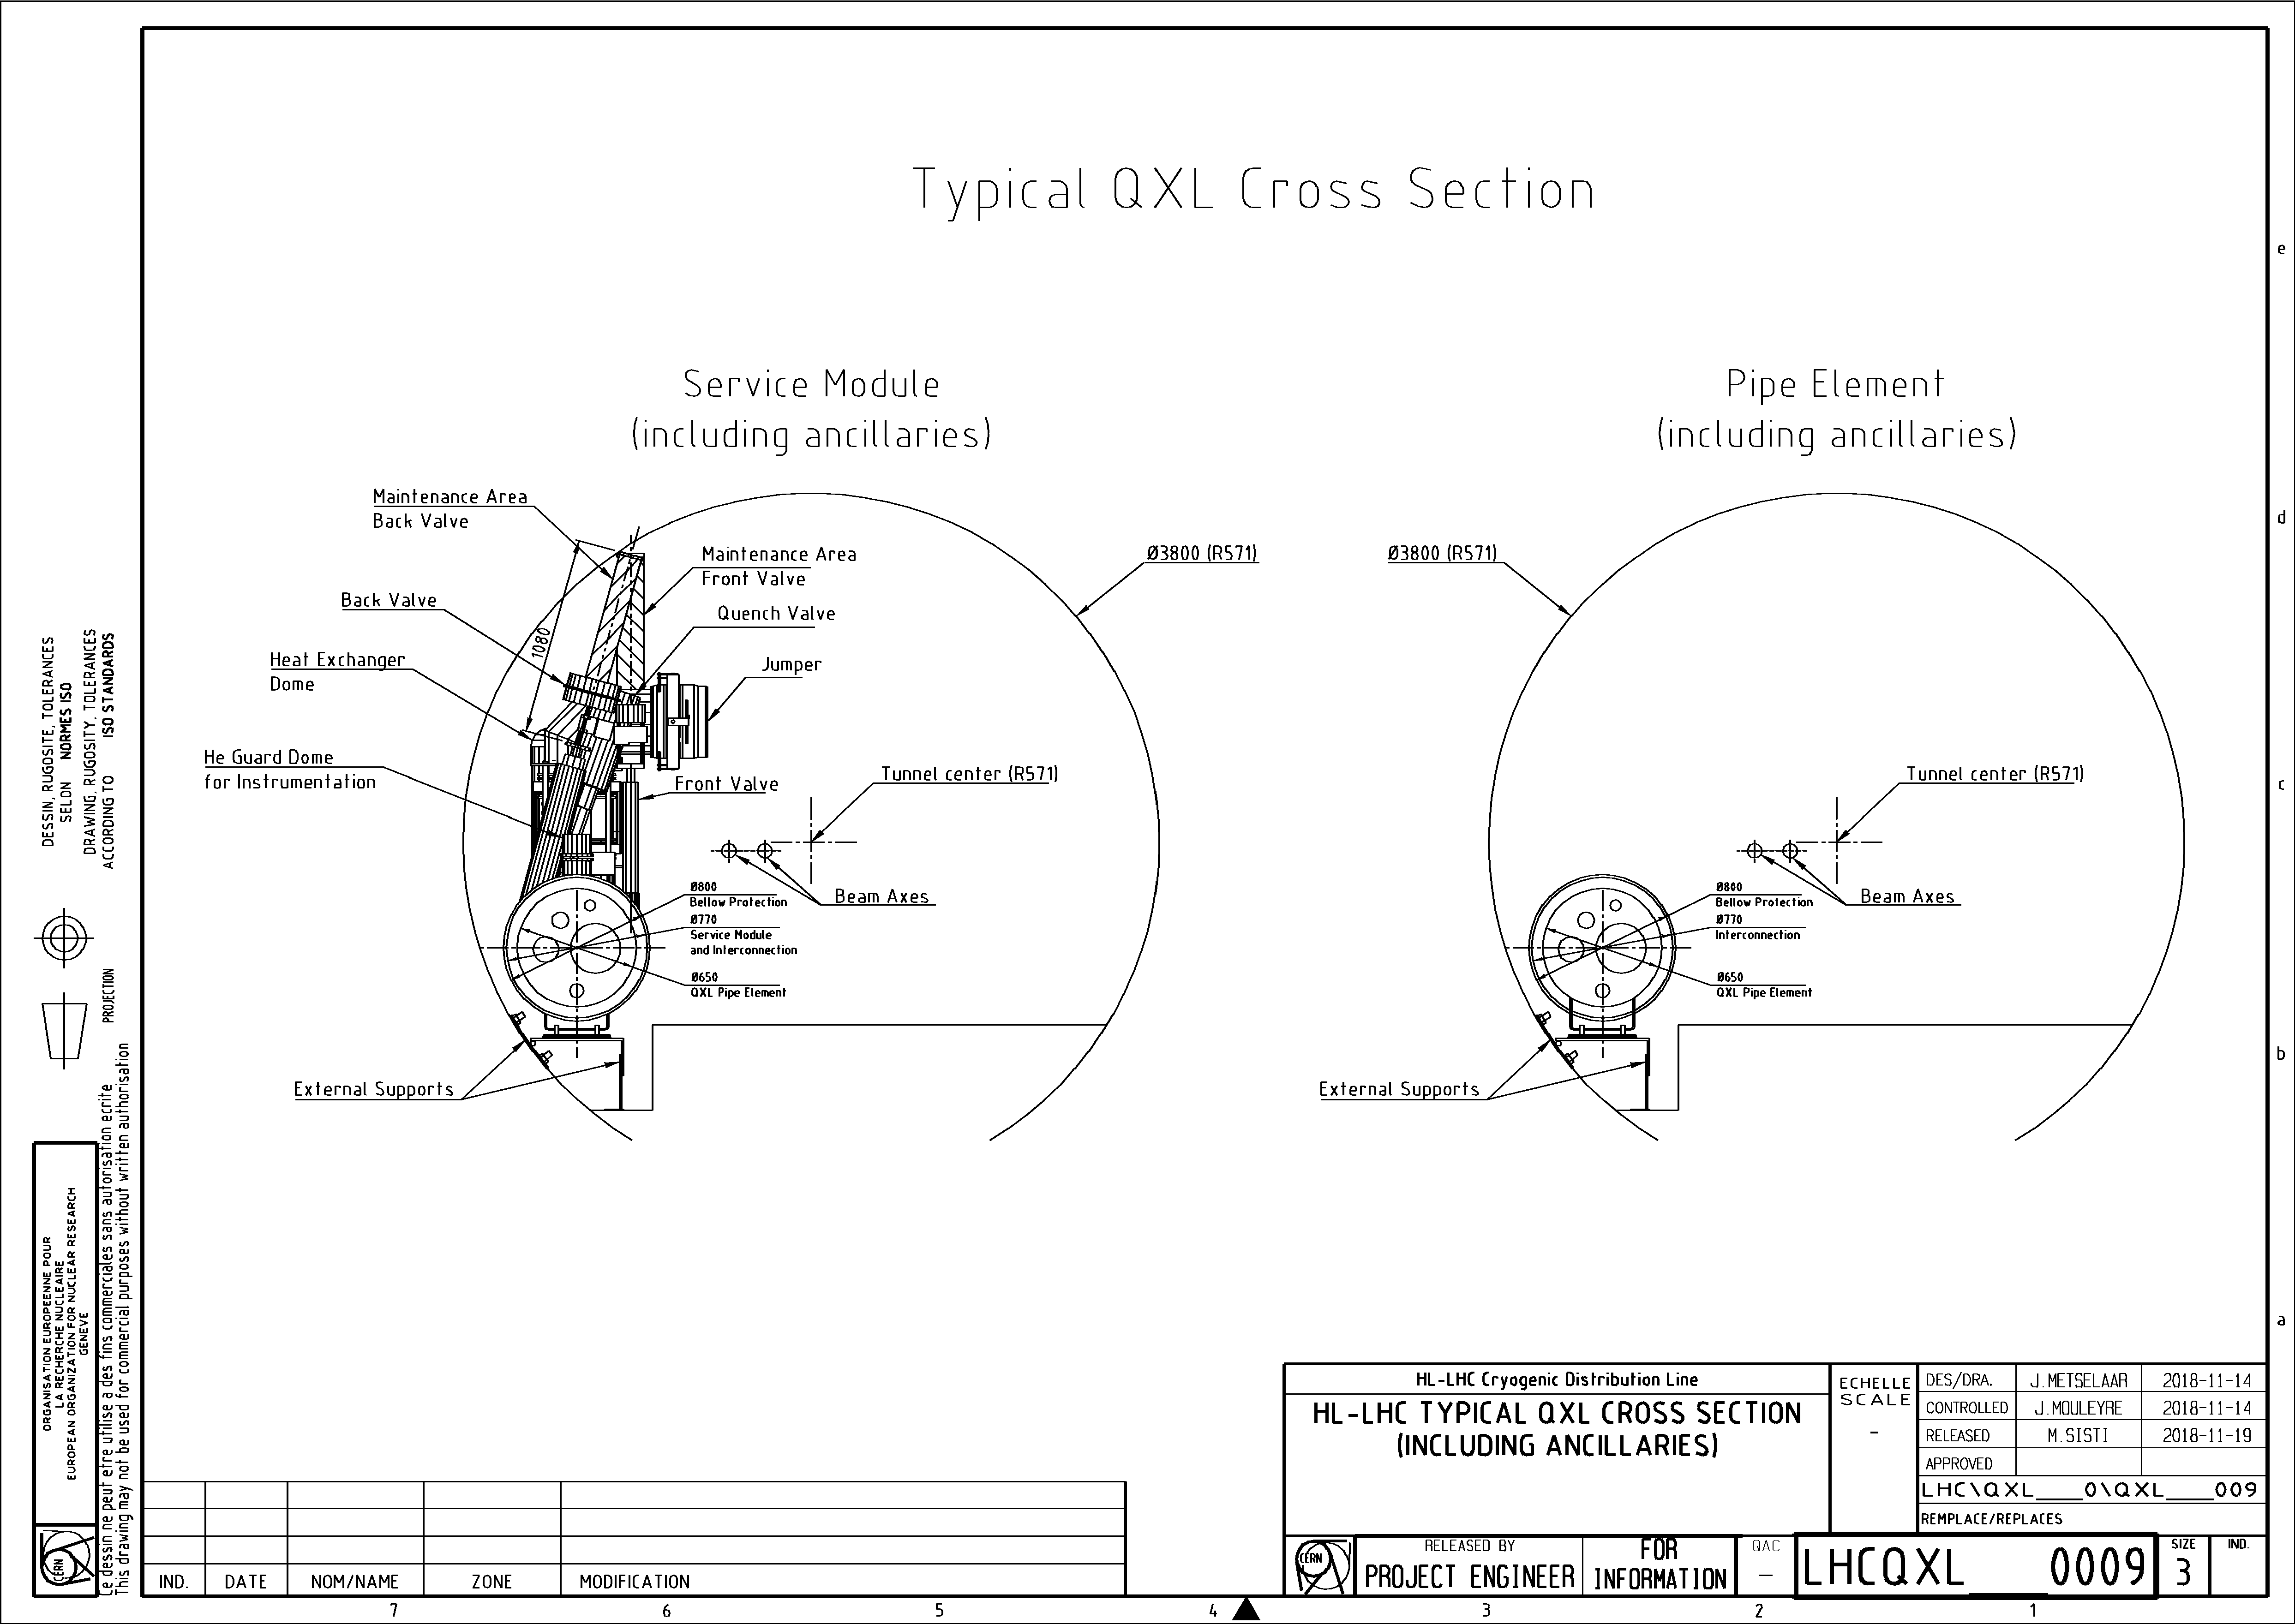 Typical QXL Cross Section
Service Module
(including ancillaries)
Maintenance Area
Back Valve
Maintenance Area
Front Valve
Back Valve
Quench Valve
1080
Heat Exchanger
Dome
Jumper
He Guard Dome
for Instrumentation
Front Valve
Tunnel center (R571)
Ø3800 (R571)
Beam Axes
Ø800
Bellow Protection
Ø770
Service Module
and Interconnection
Ø650
QXL Pipe Element
External Supports
Pipe Element
(including ancillaries)
Ø3800 (R571)
Tunnel center (R571)
Beam Axes
Ø800
Bellow Protection
Ø770
Interconnection
Ø650
QXL Pipe Element
External Supports
e
d
c
b
a
DESSIN, RUGOSITE, TOLERANCES
SELON NORMES ISO
DRAWING, RUGOSITY, TOLERANCES
ACCORDING TO ISO STANDARDS
PROJECTION
Ce dessin ne peut etre utilise a des fins commerciales sans autorisation ecrite
This drawing may not be used for commercial purposes without written authorisation
ORGANISATION EUROPEENNE POUR
LA RECHERCHE NUCLEAIRE
EUROPEAN ORGANIZATION FOR NUCLEAR RESEARCH
GENEVE
CERN
IND. DATE NOM/NAME ZONE MODIFICATION
HL-LHC Cryogenic Distribution Line
HL-LHC TYPICAL QXL CROSS SECTION
(INCLUDING ANCILLARIES)
ECHELLE
SCALE
-
DES/DRA. J.METSELAAR 2018-11-14
CONTROLLED J.MOULEYRE 2018-11-14
RELEASED M.SISTI 2018-11-19
APPROVED
LHC\QXL____0\QXL____009
REMPLACE/REPLACES
CERN
RELEASED BY
PROJECT ENGINEER
FOR
INFORMATION
QAC
-
LHCQXL____0009
SIZE
3
IND.
7 6 5 4 3 2 1